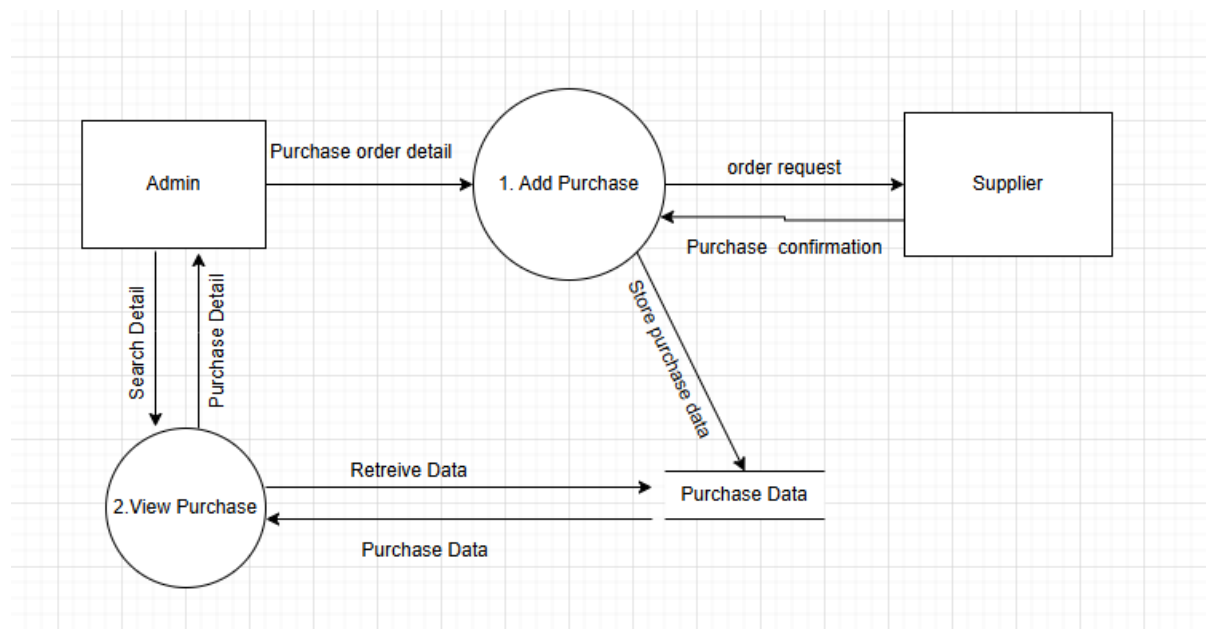 Purchase order detail
Admin
1. Add Purchase
order request
Supplier
Purchase confirmation
Search Detail
Purchase Detail
Store purchase data
Retreive Data
2.View Purchase
Purchase Data
Purchase Data